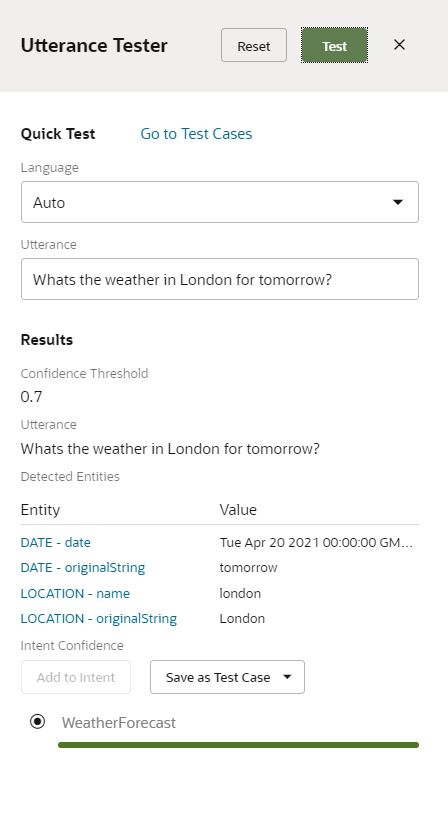 Utterance Tester
Reset
Test
Quick Test
Go to Test Cases
Language
Auto
Utterance
Whats the weather in London for tomorrow?
Results
Confidence Threshold
0.7
Utterance
Whats the weather in London for tomorrow?
Detected Entities
Entity Value
DATE - date Tue Apr 20 2021 00:00:00 GM...
DATE - originalString tomorrow
LOCATION - name london
LOCATION - originalString London
Intent Confidence
Add to Intent Save as Test Case
WeatherForecast